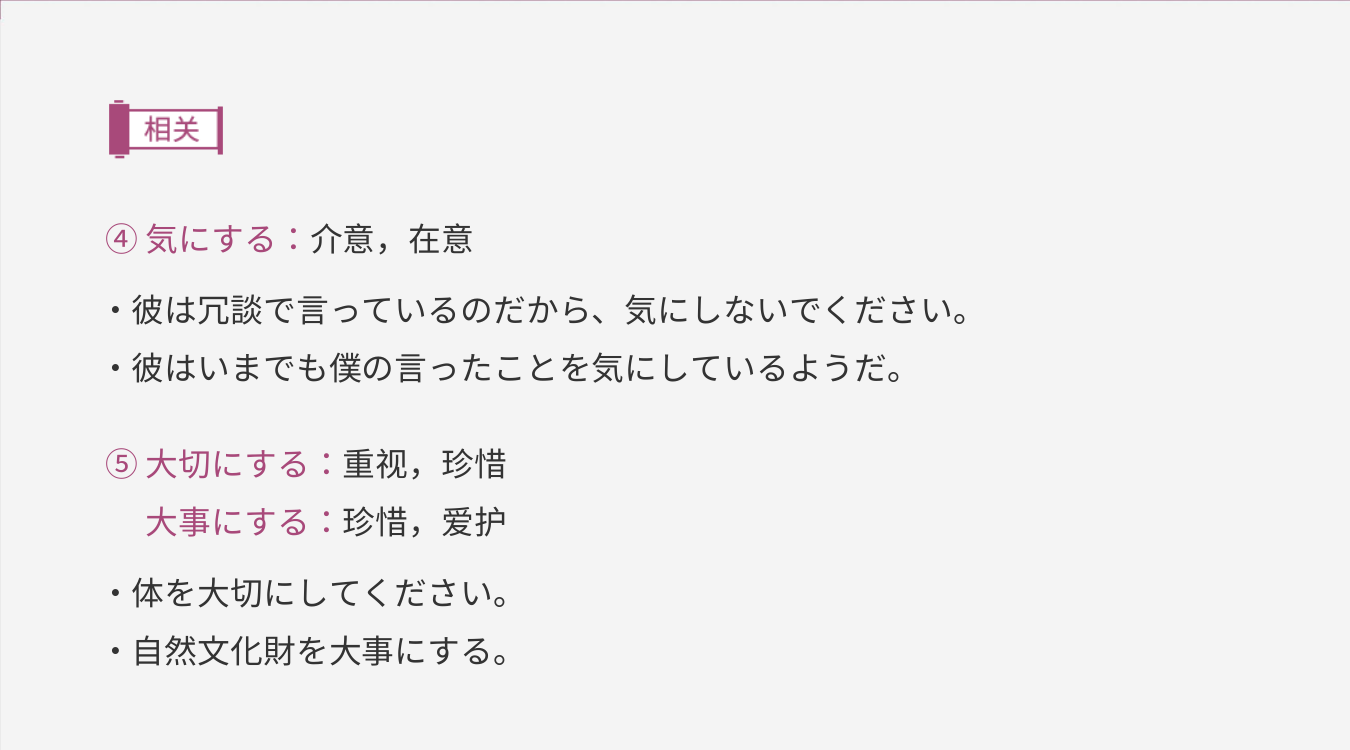 相关
④ 気にする：介意，在意
・彼は冗談で言っているのだから、気にしないでください。
・彼はいまでも僕の言ったことを気にしているようだ。
⑤ 大切にする：重视，珍惜
大事にする：珍惜，爱护
・体を大切にしてください。
・自然文化財を大事にする。